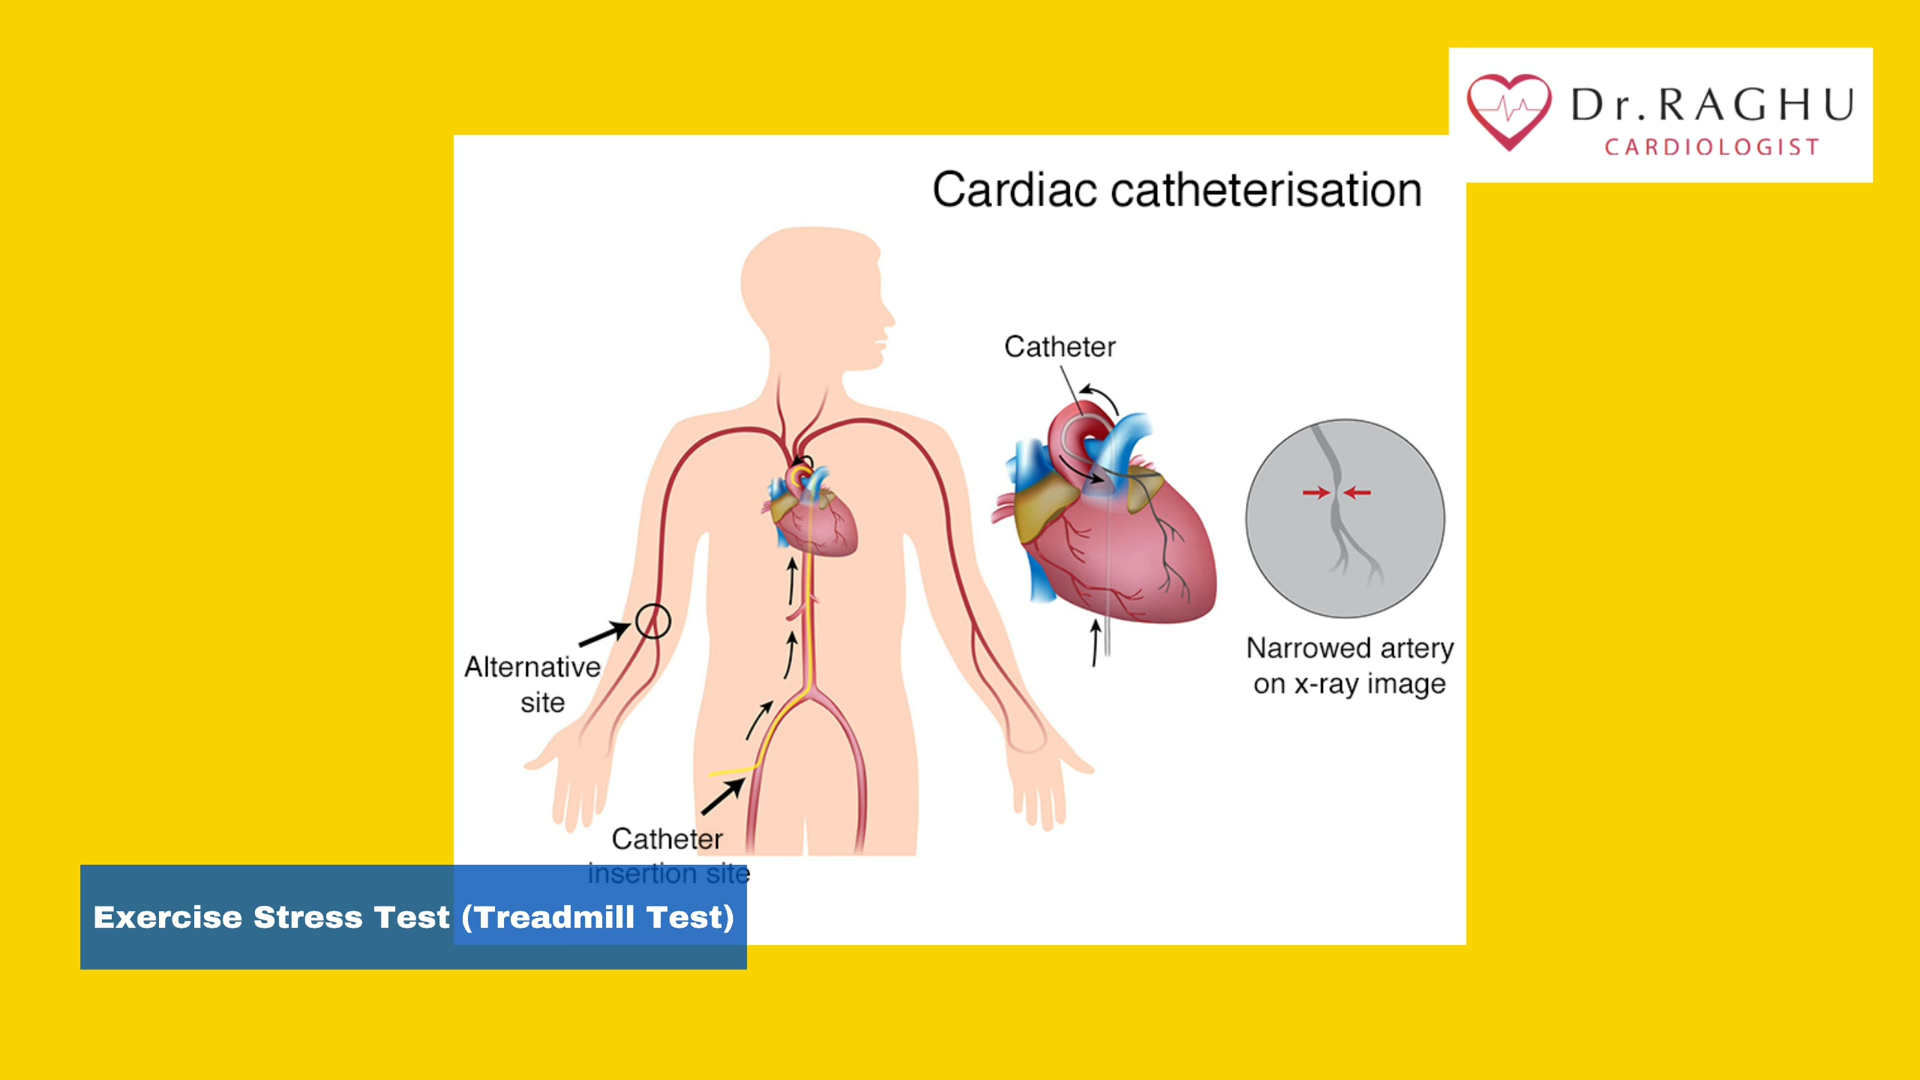 Dr.RAGHU
CARDIOLOGIST
Cardiac catheterisation
Catheter
Alternative
site
Narrowed artery
on x-ray image
Catheter
insertion site
Exercise Stress Test (Treadmill Test)